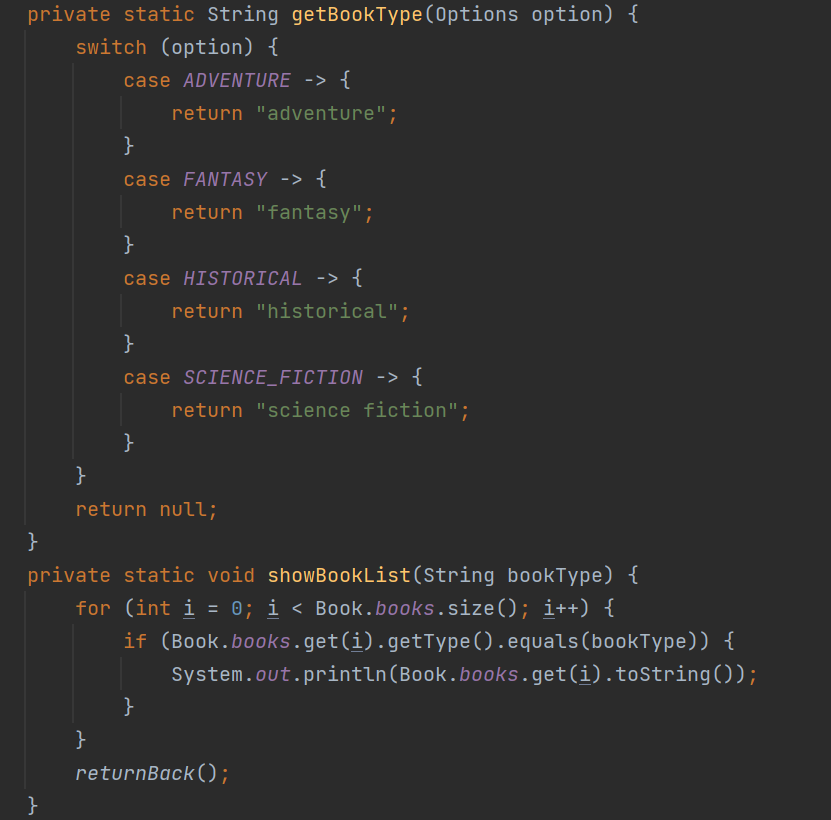 private static String getBookType(Options option) {
    switch (option) {
        case ADVENTURE -> {
            return "adventure";
        }
        case FANTASY -> {
            return "fantasy";
        }
        case HISTORICAL -> {
            return "historical";
        }
        case SCIENCE_FICTION -> {
            return "science fiction";
        }
    }
    return null;
}
private static void showBookList(String bookType) {
    for (int i = 0; i < Book.books.size(); i++) {
        if (Book.books.get(i).getType().equals(bookType)) {
            System.out.println(Book.books.get(i).toString());
        }
    }
    returnBack();
}